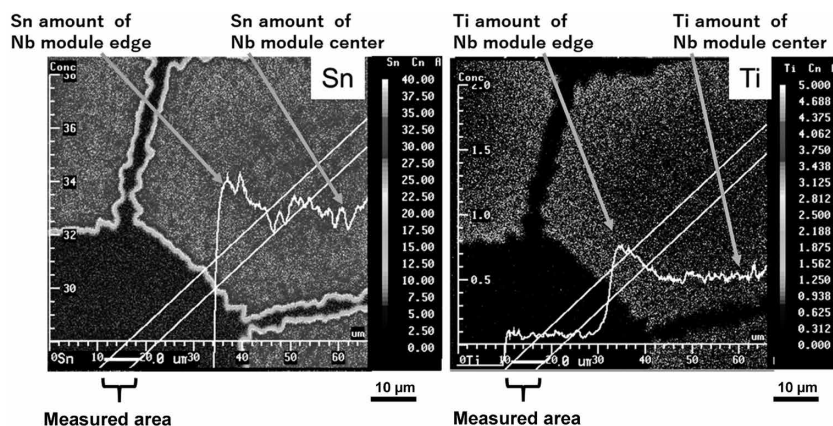 Sn amount of
Nb module edge
Sn amount of
Nb module center
Ti amount of
Nb module edge
Ti amount of
Nb module center
Conc
38
36
34
32
30
Sn
Sn Cn A
40.00
37.50
35.00
32.50
30.00
27.50
25.00
22.50
20.00
17.50
15.00
12.50
10.00
7.50
5.00
2.50
0.00
um
0 10 20 30 40 50 60
Sn
Conc
2.0
1.5
1.0
0.5
Ti
Ti Cn A
5.000
4.688
4.375
4.062
3.750
3.438
3.125
2.812
2.500
2.188
1.875
1.562
1.250
0.938
0.625
0.312
0.000
um
0 10 20 30 40 50 60
Ti
10 µm
10 µm
Measured area
Measured area